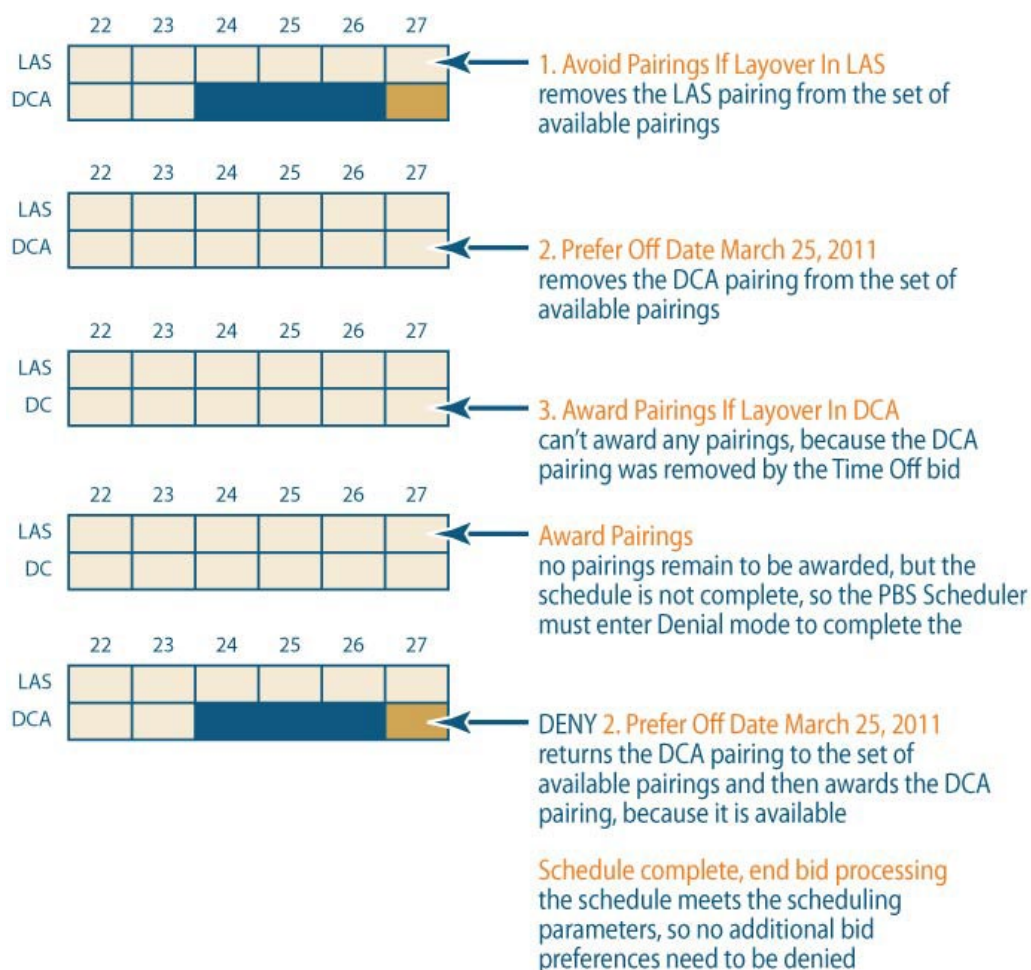 22 23 24 25 26 27
LAS
DCA
1. Avoid Pairings If Layover In LAS
removes the LAS pairing from the set of
available pairings
22 23 24 25 26 27
LAS
DCA
2. Prefer Off Date March 25, 2011
removes the DCA pairing from the set of
available pairings
22 23 24 25 26 27
LAS
DC
3. Award Pairings If Layover In DCA
can't award any pairings, because the DCA
pairing was removed by the Time Off bid
22 23 24 25 26 27
LAS
DC
Award Pairings
no pairings remain to be awarded, but the
schedule is not complete, so the PBS Scheduler
must enter Denial mode to complete the
22 23 24 25 26 27
LAS
DCA
DENY 2. Prefer Off Date March 25, 2011
returns the DCA pairing to the set of
available pairings and then awards the DCA
pairing, because it is available
Schedule complete, end bid processing
the schedule meets the scheduling
parameters, so no additional bid
preferences need to be denied